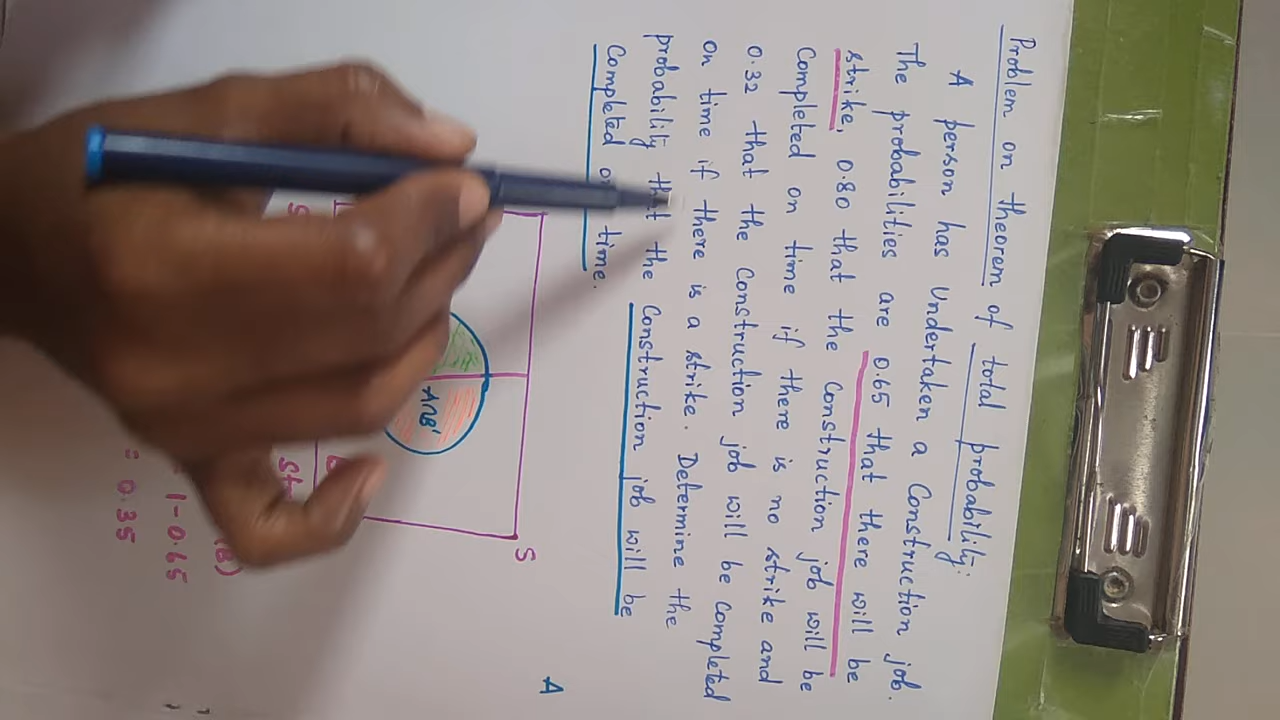 Problem on theorem of total probability:
A person has undertaken a Construction job.
The probabilities are 0.65 that there will be
strike, 0.80 that the Construction job will be
Completed on time if there is no strike and
0.32 that the Construction job will be completed
on time if there is a strike. Determine the
probability that the Construction job will be
Completed on time.
S
A
A∩B'
(B)
= 1-0.65
= 0.35